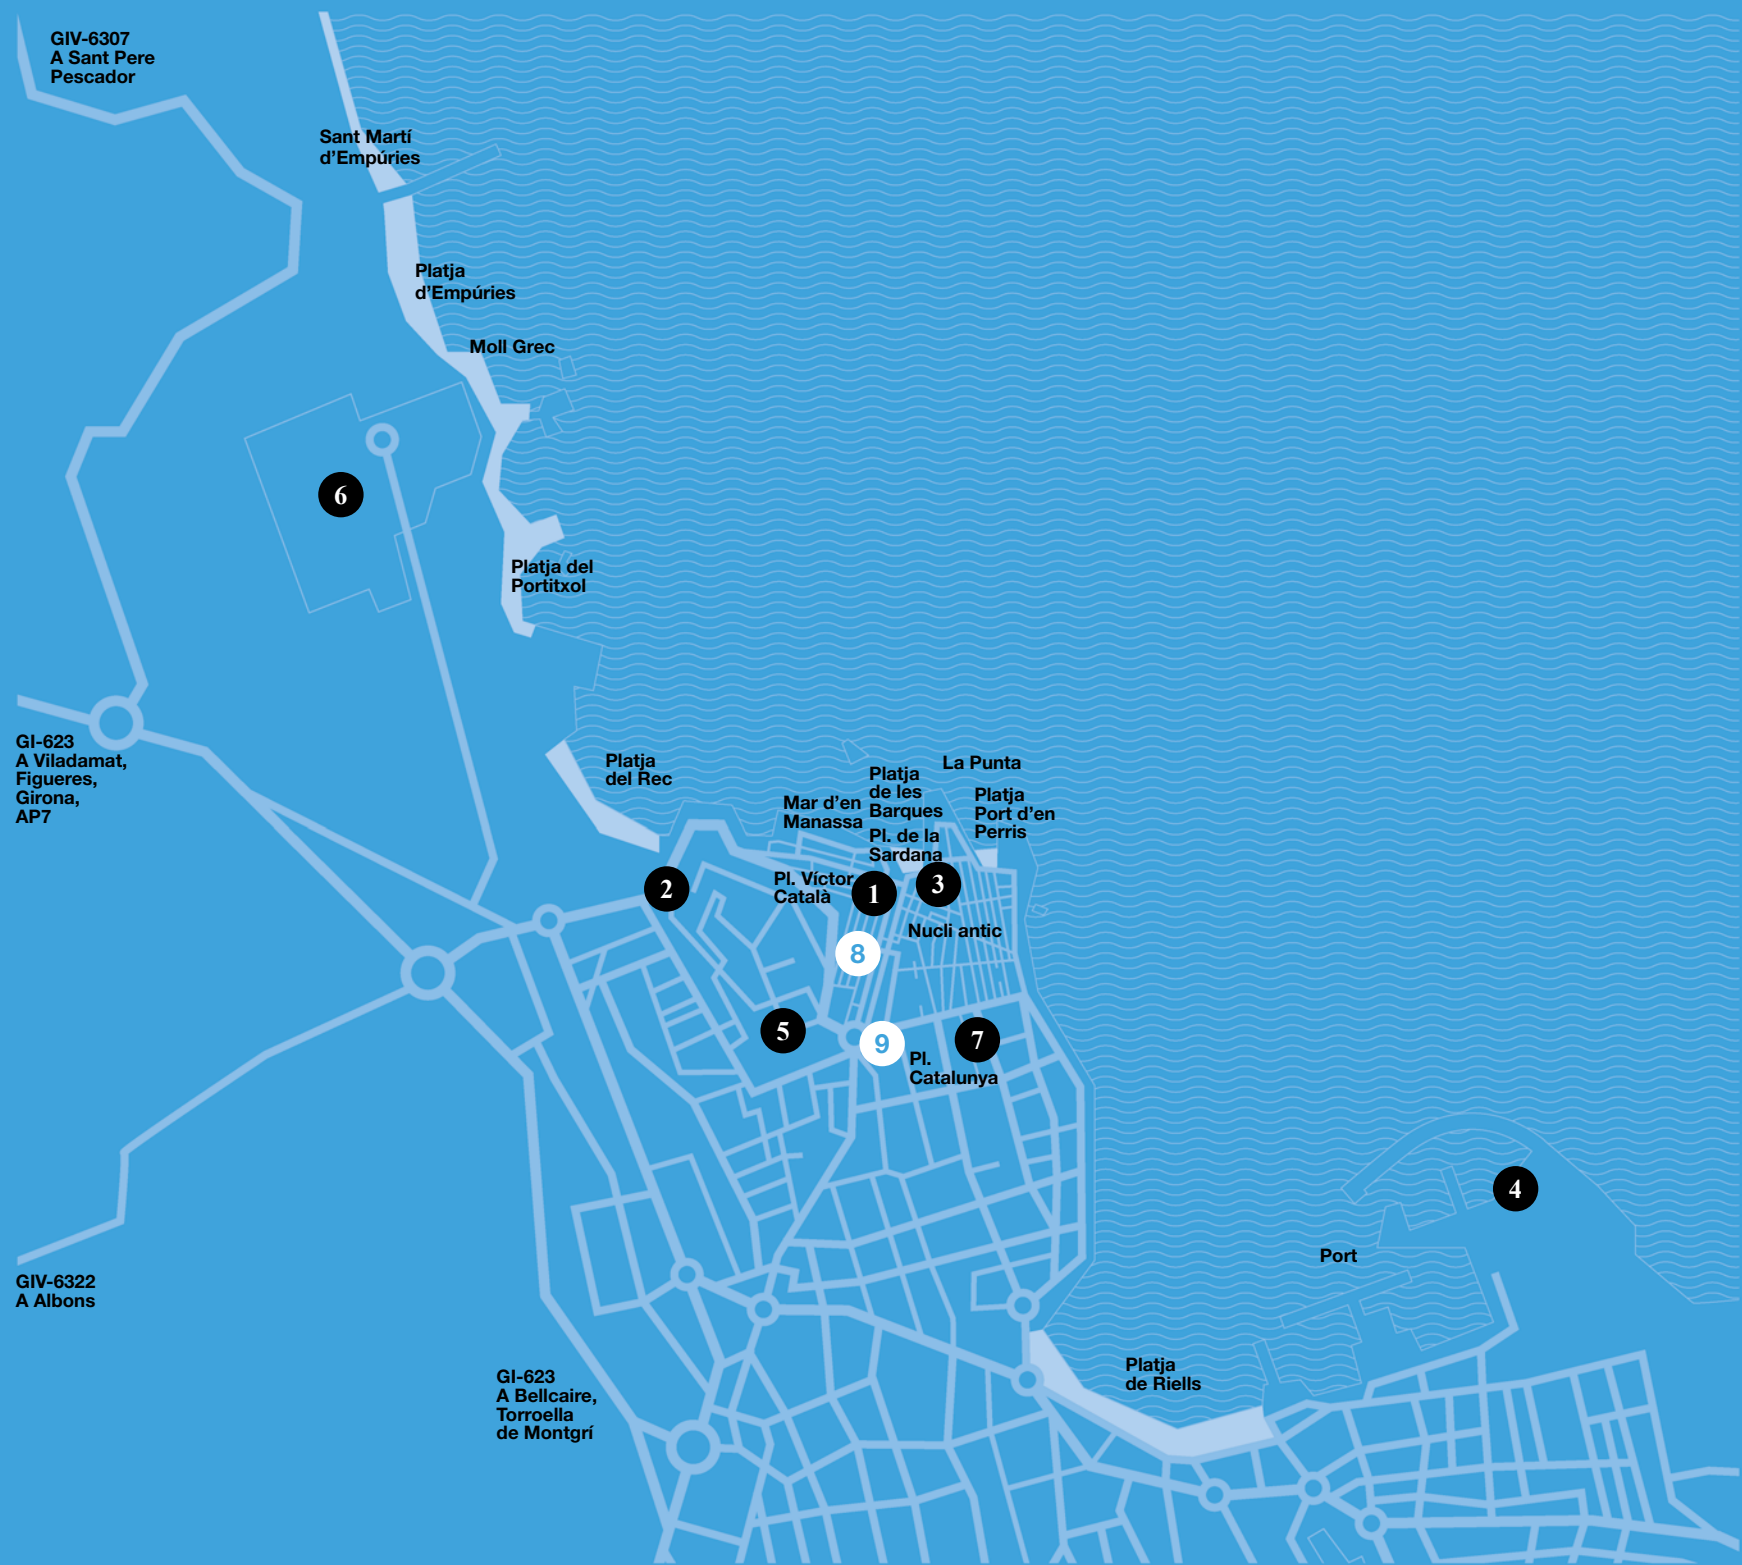 GIV-6307
A Sant Pere
Pescador
Sant Martí
d'Empúries
Platja
d'Empúries
Moll Grec
6
Platja del
Portitxol
GI-623
A Viladamat,
Figueres,
Girona,
AP7
Platja
del Rec
La Punta
Platja
de les
Barques
Mar d'en
Manassa
Platja
Port d'en
Perris
Pl. de la
Sardana
Pl. Víctor
Català
2
1
3
Nucli antic
8
5
9
7
Pl.
Catalunya
4
Port
GIV-6322
A Albons
GI-623
A Bellcaire,
Torroella
de Montgrí
Platja
de Riells